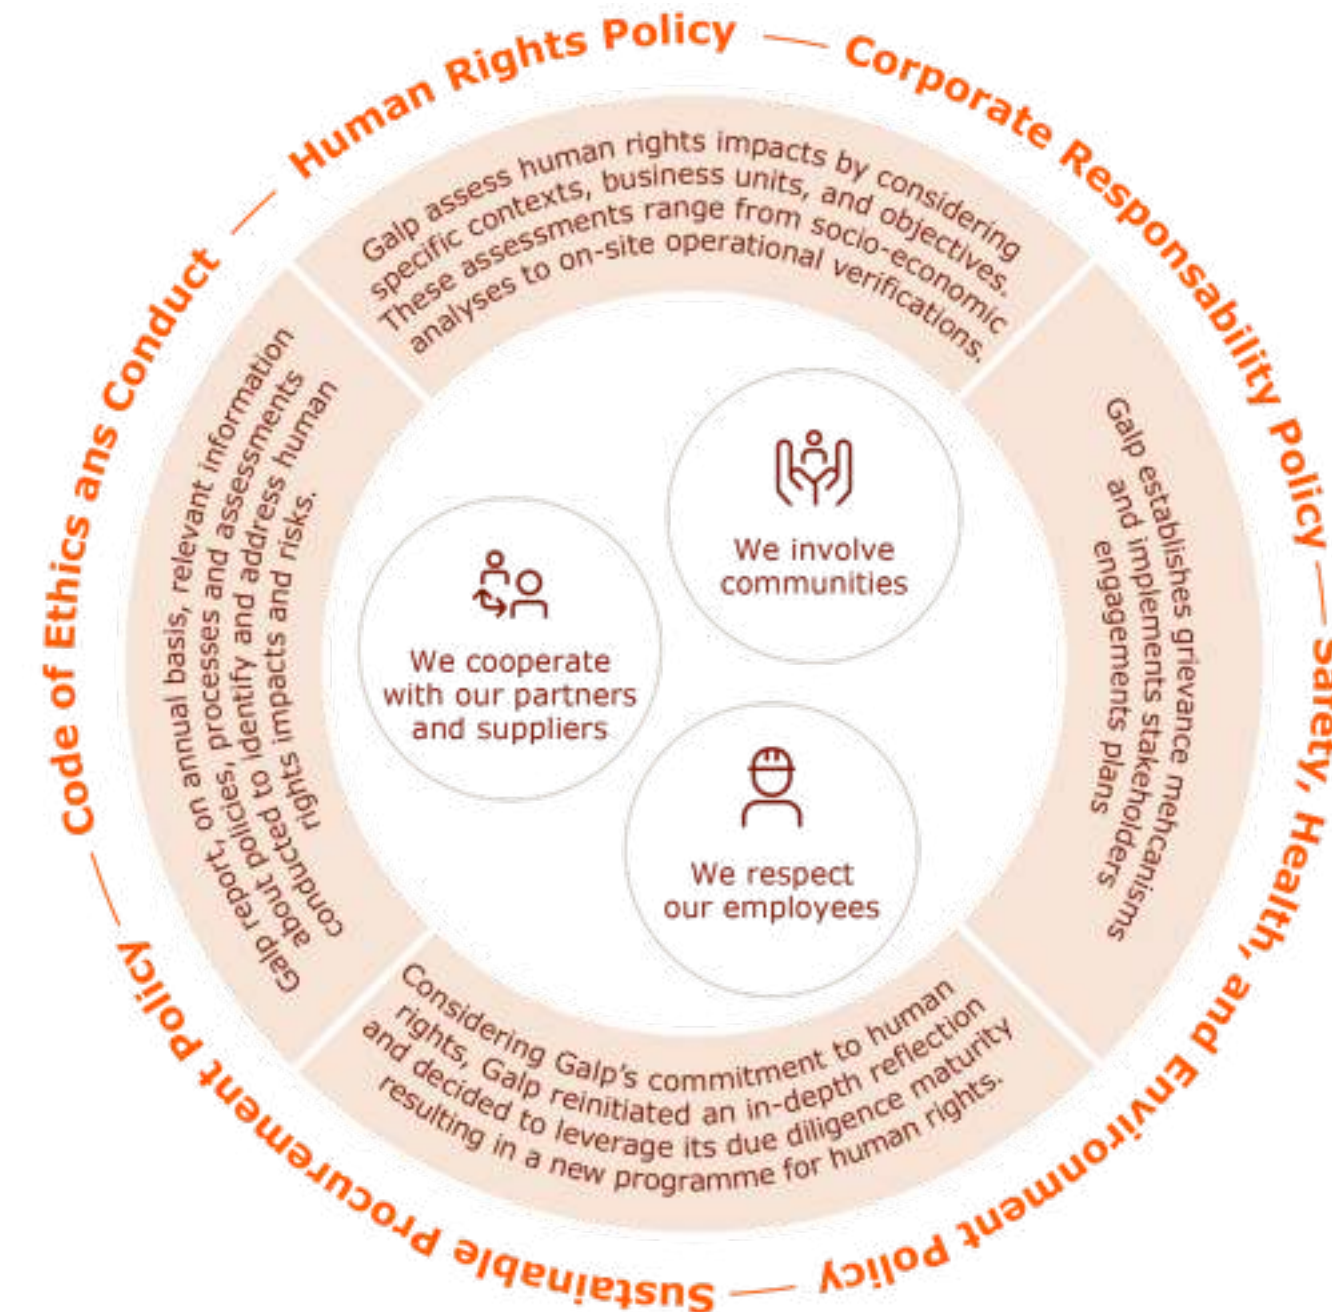 Human Rights Policy
Corporate Responsability Policy
Safety, Health, and Environment Policy
Sustainable Procurement Policy
Code of Ethics ans Conduct
Galp assess human rights impacts by considering
specific contexts, business units, and objectives.
These assessments range from socio-economic
analyses to on-site operational verifications.
Galp establishes grievance mehcanisms
and implements stakeholders
engagements plans
Considering Galp’s commitment to human
rights, Galp reinitiated an in-depth reflection
and decided to leverage its due diligence maturity
resulting in a new programme for human rights.
Galp report, on annual basis, relevant information
about policies, processes and assessments
conducted to identify and address human
rights impacts and risks.
We involve
communities
We cooperate
with our partners
and suppliers
We respect
our employees